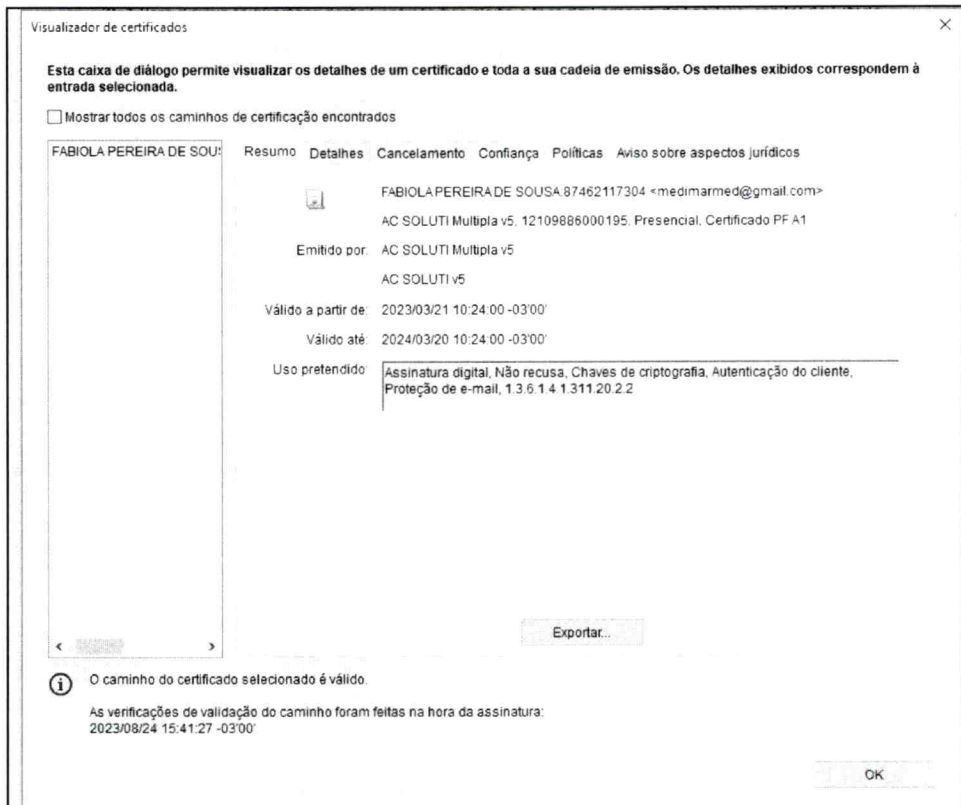 Visualizador de certificados
Esta caixa de diálogo permite visualizar os detalhes de um certificado e toda a sua cadeia de emissão. Os detalhes exibidos correspondem à
entrada selecionada.
Mostrar todos os caminhos de certificação encontrados
FABIOLA PEREIRA DE SOUS
Resumo Detalhes Cancelamento Confiança Políticas Aviso sobre aspectos jurídicos
FABIOLA PEREIRA DE SOUSA:87462117304 <medimarmed@gmail.com>
AC SOLUTI Multipla v5, 12109886000195, Presencial, Certificado PF A1
Emitido por: AC SOLUTI Multipla v5
AC SOLUTI v5
Válido a partir de: 2023/03/21 10:24:00 -03'00'
Válido até: 2024/03/20 10:24:00 -03'00'
Uso pretendido: Assinatura digital, Não recusa, Chaves de criptografia, Autenticação do cliente,
Proteção de e-mail, 1.3.6.1.4.1.311.20.2.2
Exportar...
O caminho do certificado selecionado é válido.
As verificações de validação do caminho foram feitas na hora da assinatura:
2023/08/24 15:41:27 -03'00'
OK